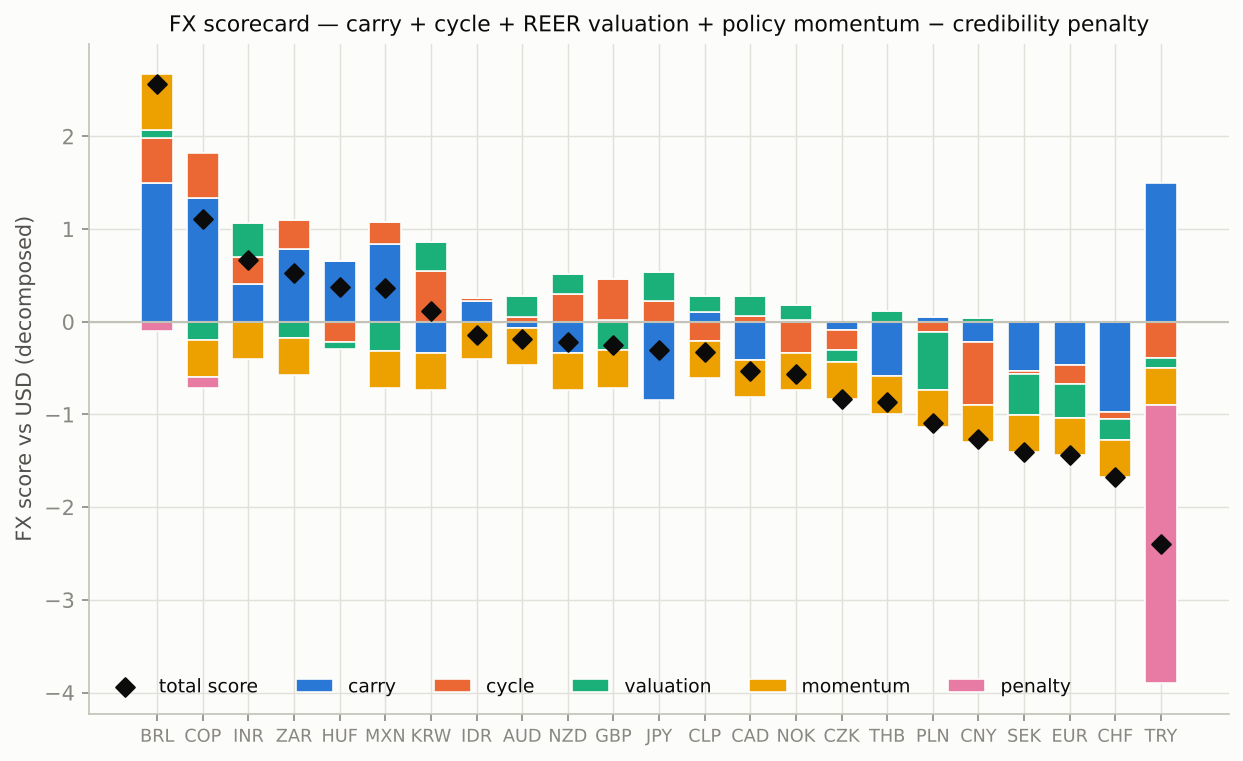 FX scorecard — carry + cycle + REER valuation + policy momentum − credibility penalty
FX score vs USD (decomposed)
2
1
0
−1
−2
−3
−4
total score carry cycle valuation momentum penalty
BRL COP INR ZAR HUF MXN KRW IDR AUD NZD GBP JPY CLP CAD NOK CZK THB PLN CNY SEK EUR CHF TRY